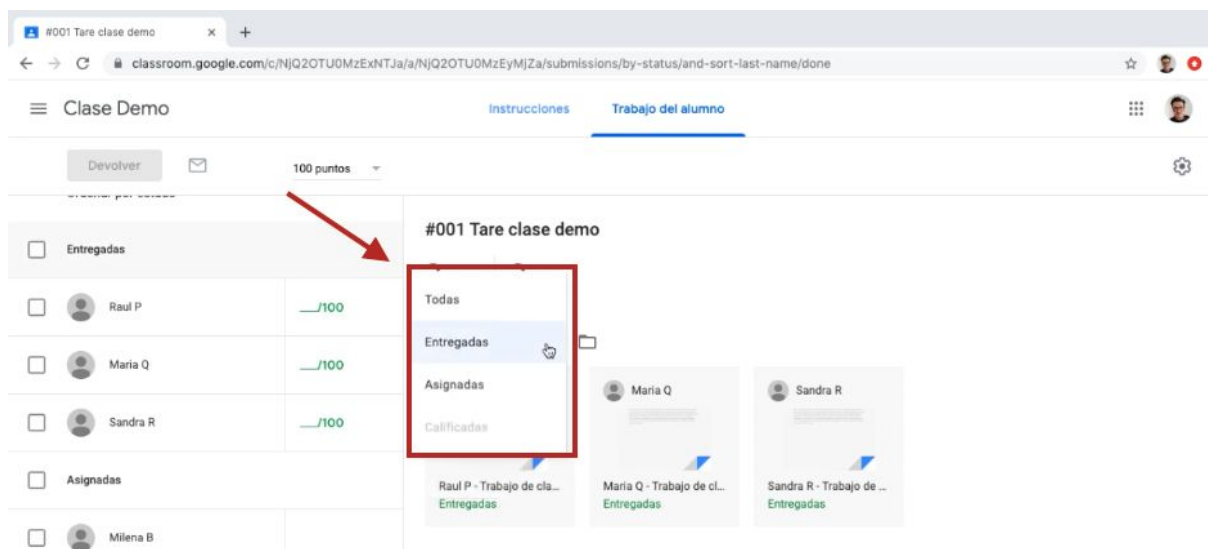 #001 Tare clase demo
classroom.google.com/c/NjQ2OTU0MzExNTJa/a/NjQ2OTU0MzEyMjZa/submissions/by-status/and-sort-last-name/done
Clase Demo
Instrucciones
Trabajo del alumno
Devolver
100 puntos
Entregadas
Raul P
__/100
Maria Q
__/100
Sandra R
__/100
Asignadas
Milena B
#001 Tare clase demo
Todas
Entregadas
Asignadas
Calificadas
Maria Q
Sandra R
Raul P - Trabajo de cla...
Entregadas
Maria Q - Trabajo de cl...
Entregadas
Sandra R - Trabajo de ...
Entregadas